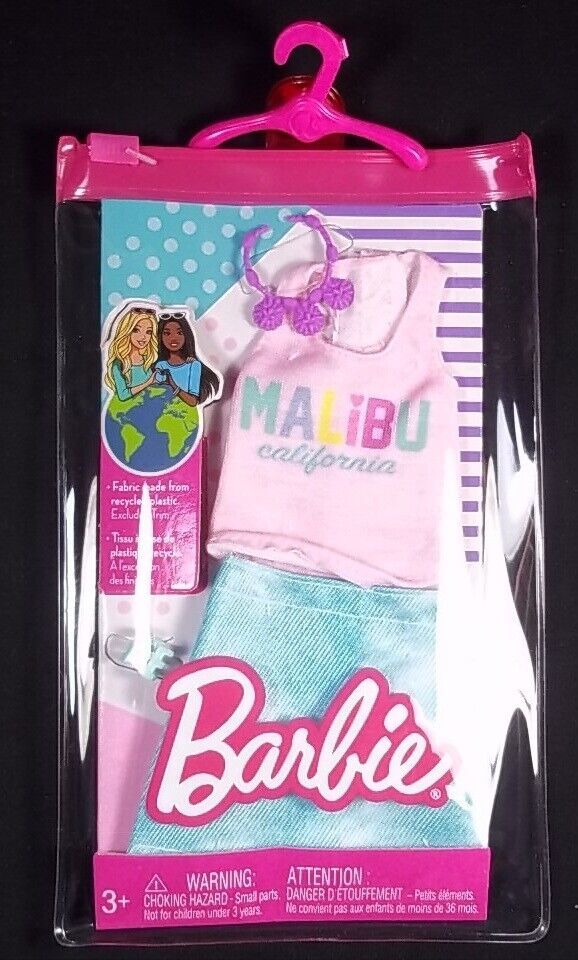 MALiBU
california
• Fabric made from
recycled plastic.
Excludes Trim.
• Tissu à base de
plastique recyclé.
À l'exception
des
Barbie®
3+
WARNING:
CHOKING HAZARD - Small parts.
Not for children under 3 years.
ATTENTION :
DANGER D'ÉTOUFFEMENT – Petits éléments.
Ne convient pas aux enfants de moins de 36 mois.